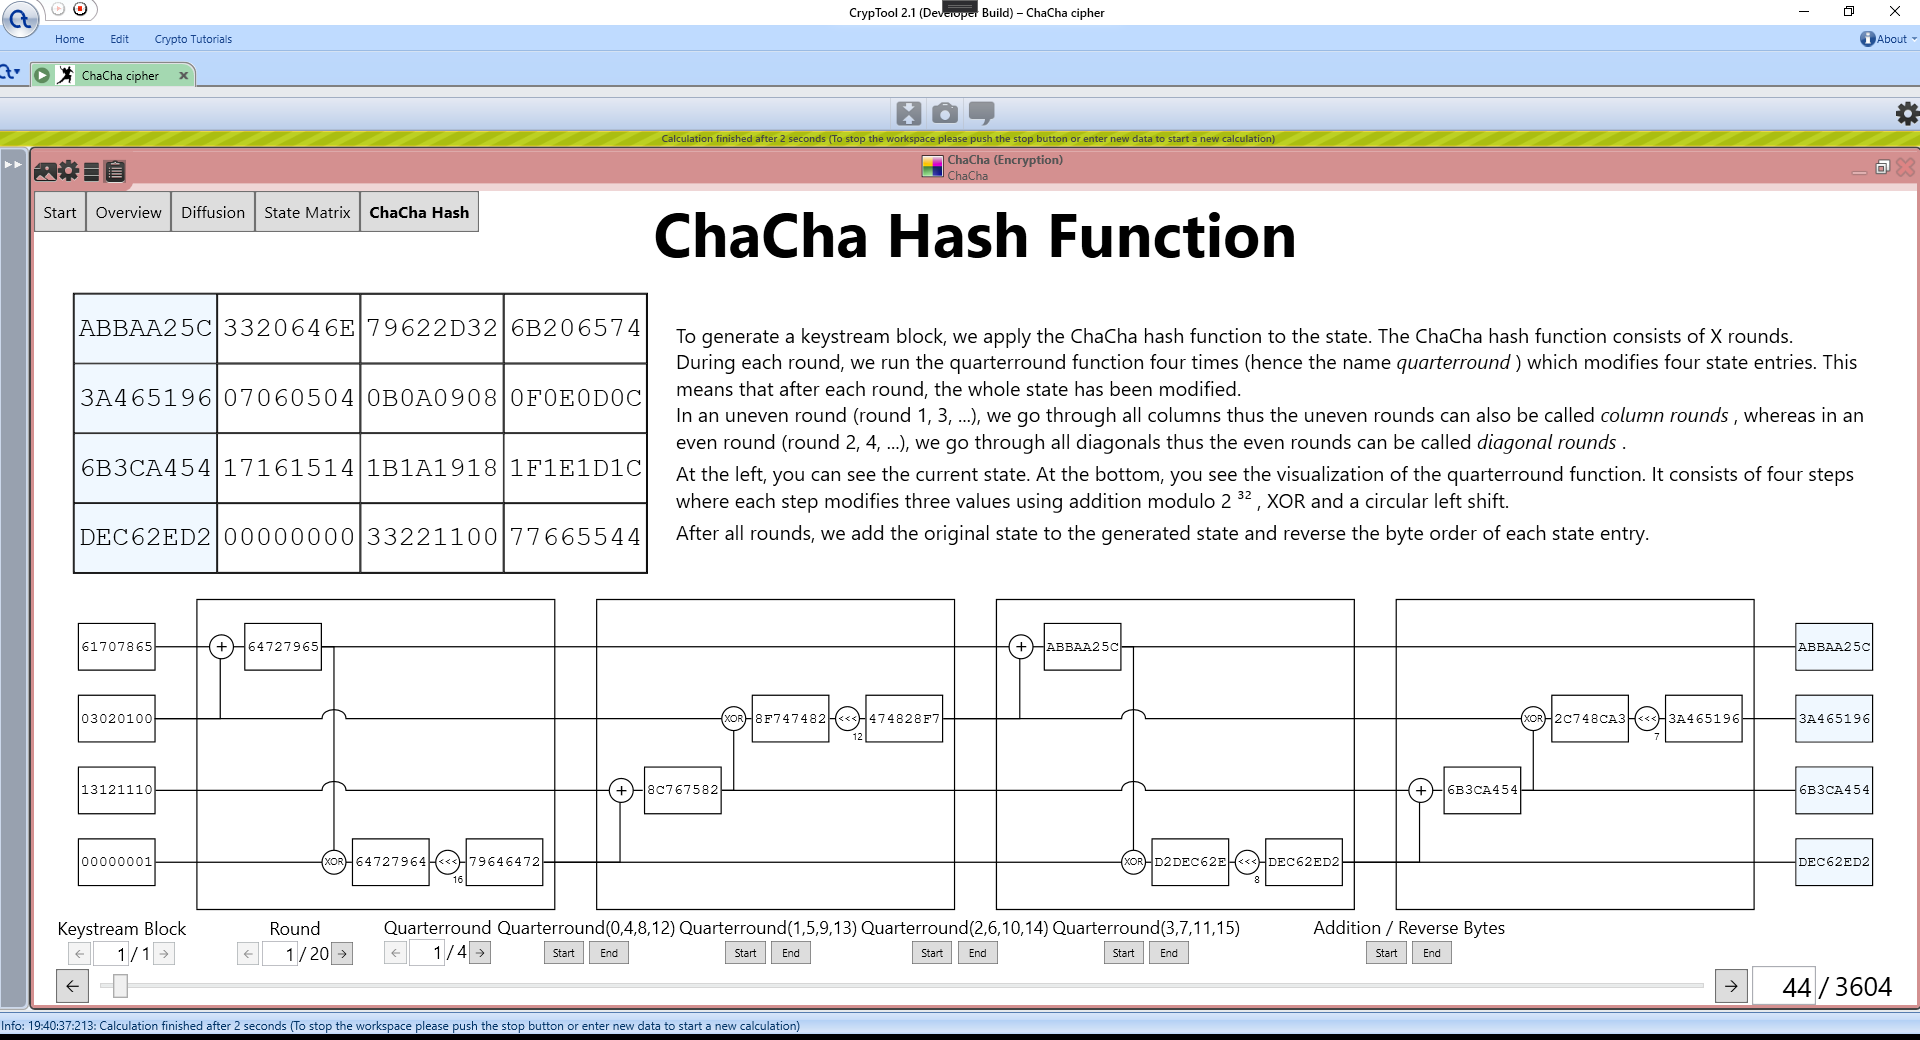 CrypTool 2.1 (Developer Build) – ChaCha cipher
Home Edit Crypto Tutorials
About
ChaCha cipher
Calculation finished after 2 seconds (To stop the workspace please push the stop button or enter new data to start a new calculation)
ChaCha (Encryption)
ChaCha
Start Overview Diffusion State Matrix ChaCha Hash
ChaCha Hash Function
ABBAA25C 3320646E 79622D32 6B206574
3A465196 07060504 0B0A0908 0F0E0D0C
6B3CA454 17161514 1B1A1918 1F1E1D1C
DEC62ED2 00000000 33221100 77665544
To generate a keystream block, we apply the ChaCha hash function to the state. The ChaCha hash function consists of X rounds.
During each round, we run the quarterround function four times (hence the name quarterround ) which modifies four state entries. This
means that after each round, the whole state has been modified.
In an uneven round (round 1, 3, ...), we go through all columns thus the uneven rounds can also be called column rounds , whereas in an
even round (round 2, 4, ...), we go through all diagonals thus the even rounds can be called diagonal rounds .
At the left, you can see the current state. At the bottom, you see the visualization of the quarterround function. It consists of four steps
where each step modifies three values using addition modulo 2 ³² , XOR and a circular left shift.
After all rounds, we add the original state to the generated state and reverse the byte order of each state entry.
61707865 + 64727965 + ABBAA25C ABBAA25C
03020100 XOR 8F747482 <<< 12 474828F7 XOR 2C748CA3 <<< 7 3A465196 3A465196
13121110 + 8C767582 + 6B3CA454 6B3CA454
00000001 XOR 64727964 <<< 16 79646472 XOR D2DEC62E <<< 8 DEC62ED2 DEC62ED2
Keystream Block Round Quarterround Quarterround(0,4,8,12) Quarterround(1,5,9,13) Quarterround(2,6,10,14) Quarterround(3,7,11,15) Addition / Reverse Bytes
← 1 / 1 → ← 1 / 20 → ← 1 / 4 → Start End Start End Start End Start End Start End
← → 44 / 3604
Info: 19:40:37:213: Calculation finished after 2 seconds (To stop the workspace please push the stop button or enter new data to start a new calculation)